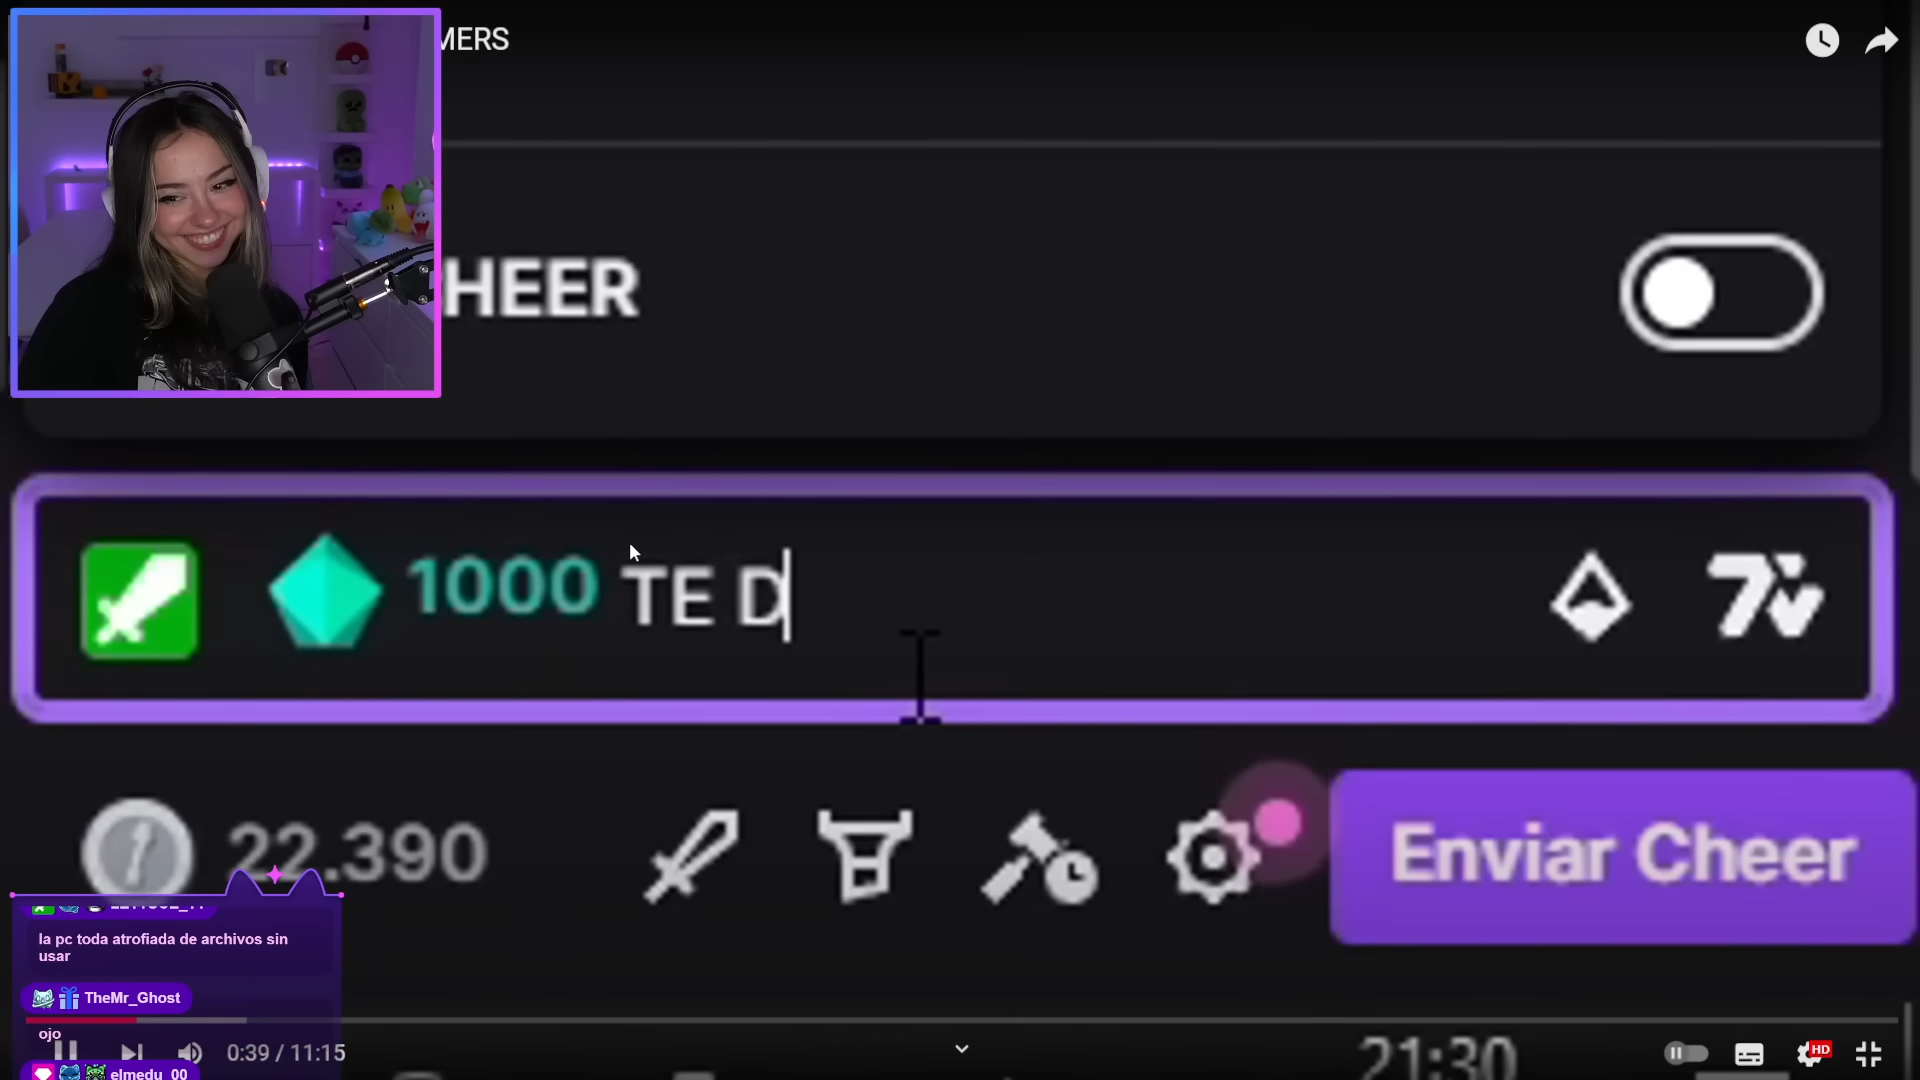 MERS
HEER
1000 TE D
22.390
Enviar Cheer
la pc toda atrofiada de archivos sin
usar
TheMr_Ghost
ojo
0:39 / 11:15
21:30
HD
elmedu_00